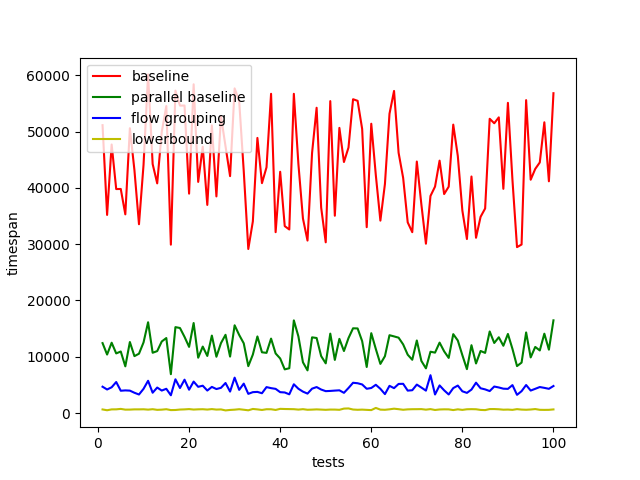 baseline
parallel baseline
flow grouping
lowerbound
60000
50000
40000
30000
20000
10000
0
timespan
0 20 40 60 80 100
tests